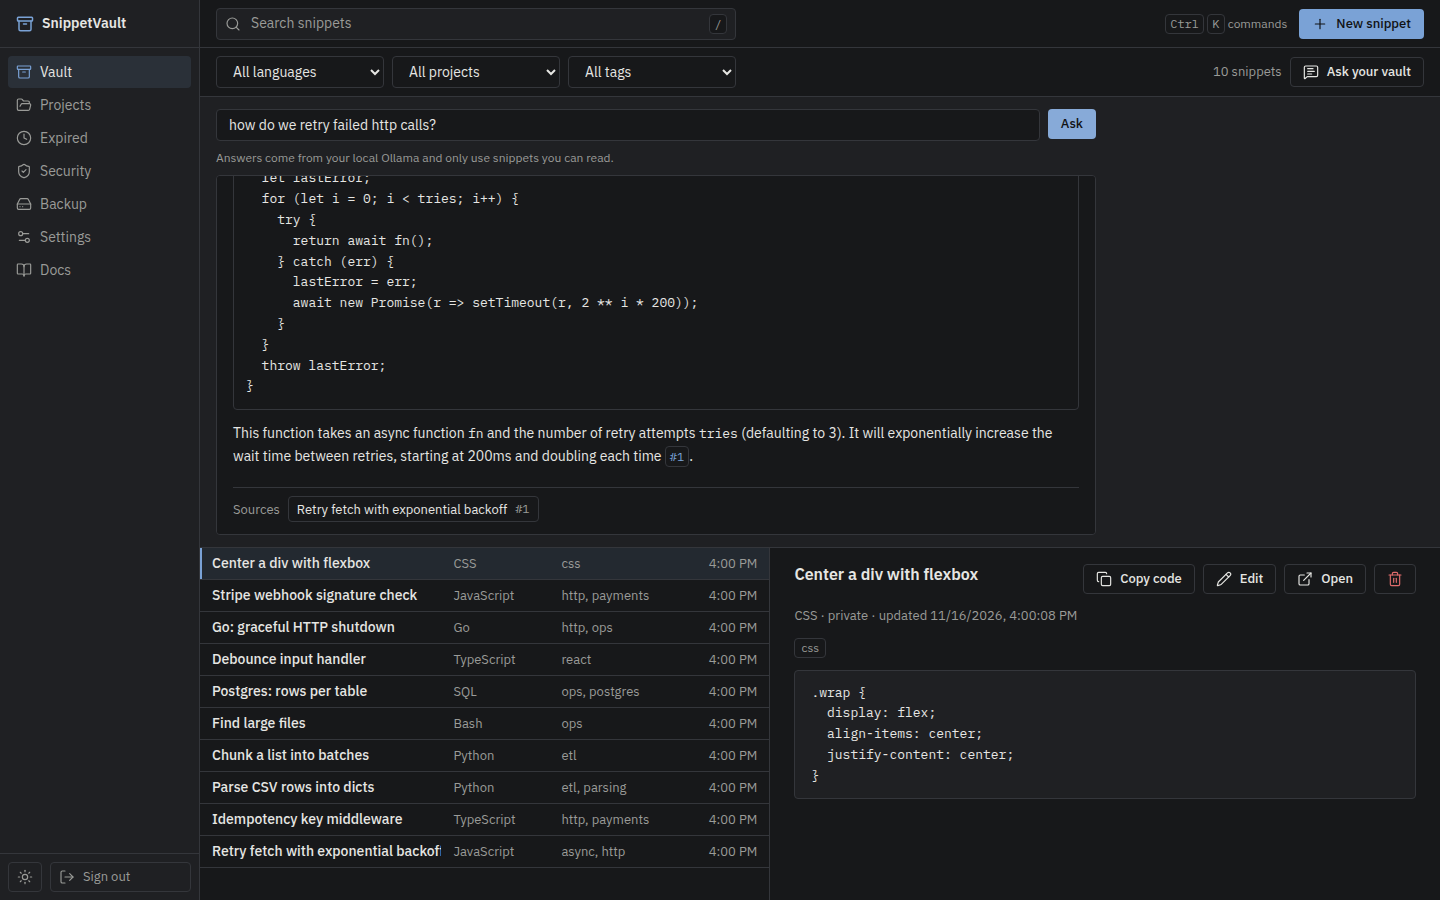 SnippetVault
Search snippets
/
Ctrl K commands
New snippet
Vault
Projects
Expired
Security
Backup
Settings
Docs
Sign out
All languages
All projects
All tags
10 snippets
Ask your vault
how do we retry failed http calls?
Ask
Answers come from your local Ollama and only use snippets you can read.
let lastError;
for (let i = 0; i < tries; i++) {
try {
return await fn();
} catch (err) {
lastError = err;
await new Promise(r => setTimeout(r, 2 ** i * 200));
}
}
throw lastError;
}
This function takes an async function fn and the number of retry attempts tries (defaulting to 3). It will exponentially increase the
wait time between retries, starting at 200ms and doubling each time #1.
Sources Retry fetch with exponential backoff #1
Center a div with flexbox CSS css 4:00 PM
Stripe webhook signature check JavaScript http, payments 4:00 PM
Go: graceful HTTP shutdown Go http, ops 4:00 PM
Debounce input handler TypeScript react 4:00 PM
Postgres: rows per table SQL ops, postgres 4:00 PM
Find large files Bash ops 4:00 PM
Chunk a list into batches Python etl 4:00 PM
Parse CSV rows into dicts Python etl, parsing 4:00 PM
Idempotency key middleware TypeScript http, payments 4:00 PM
Retry fetch with exponential backoff JavaScript async, http 4:00 PM
Center a div with flexbox
Copy code
Edit
Open
CSS · private · updated 11/16/2026, 4:00:08 PM
css
.wrap {
display: flex;
align-items: center;
justify-content: center;
}